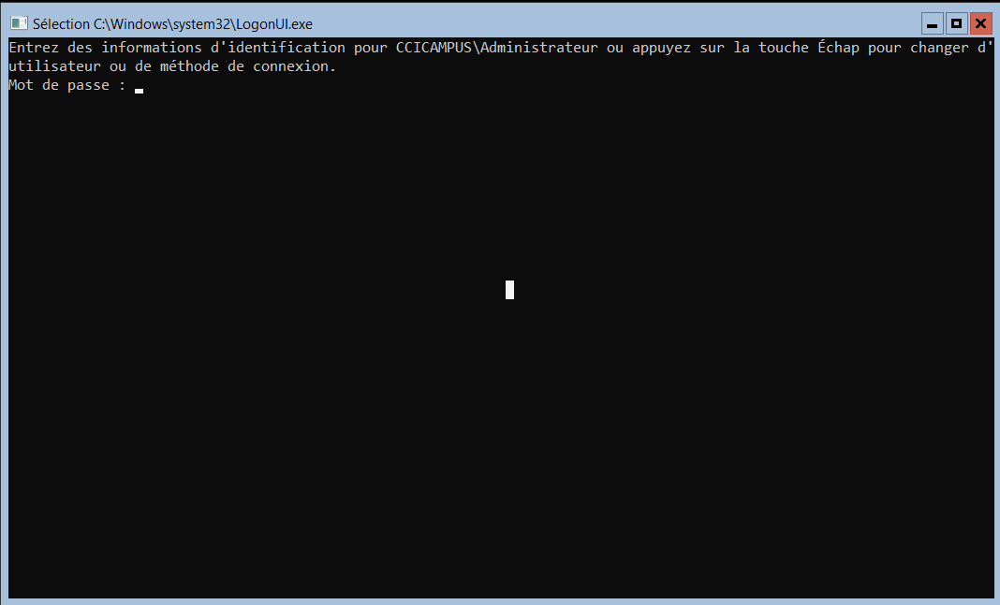 Sélection C:\Windows\system32\LogonUI.exe
Entrez des informations d'identification pour CCICAMPUS\Administrateur ou appuyez sur la touche Échap pour changer d'
utilisateur ou de méthode de connexion.
Mot de passe :